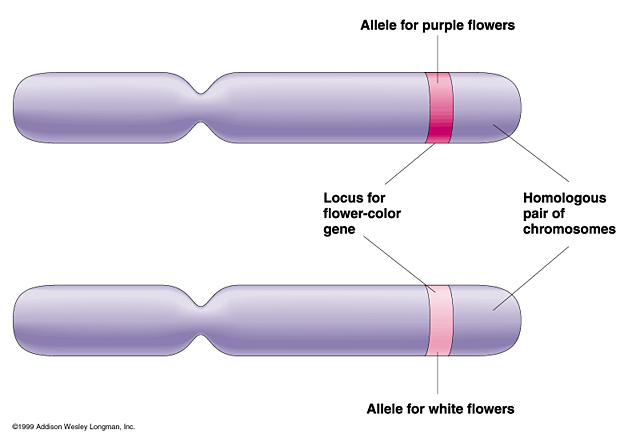 Allele for purple flowers
Locus for
flower-color
gene
Homologous
pair of
chromosomes
Allele for white flowers
©1999 Addison Wesley Longman, Inc.